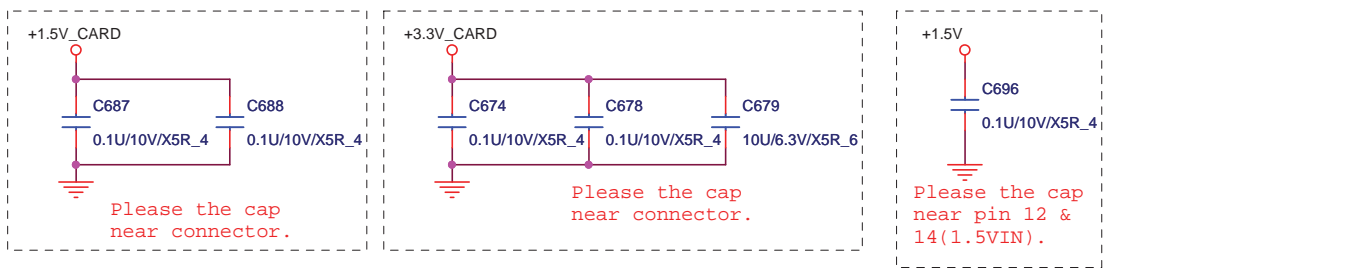 +1.5V_CARD
C687
0.1U/10V/X5R_4
C688
0.1U/10V/X5R_4
Please the cap
near connector.
+3.3V_CARD
C674
0.1U/10V/X5R_4
C678
0.1U/10V/X5R_4
C679
10U/6.3V/X5R_6
Please the cap
near connector.
+1.5V
C696
0.1U/10V/X5R_4
Please the cap
near pin 12 &
14(1.5VIN).